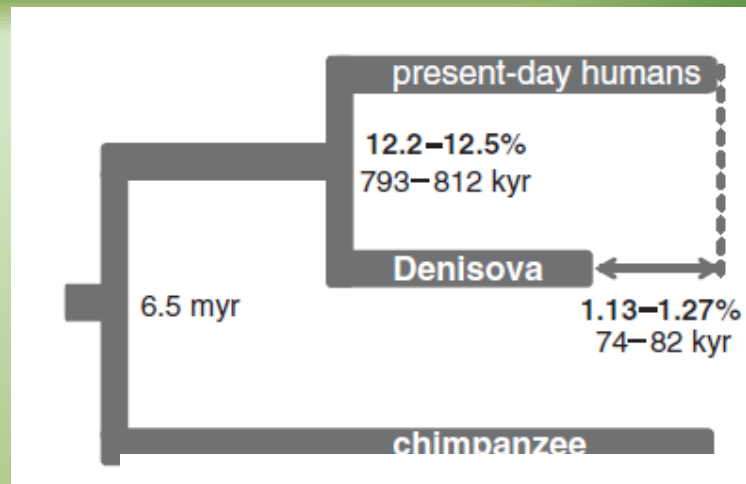 present-day humans
12.2–12.5%
793–812 kyr
Denisova
1.13–1.27%
74–82 kyr
6.5 myr
chimpanzee